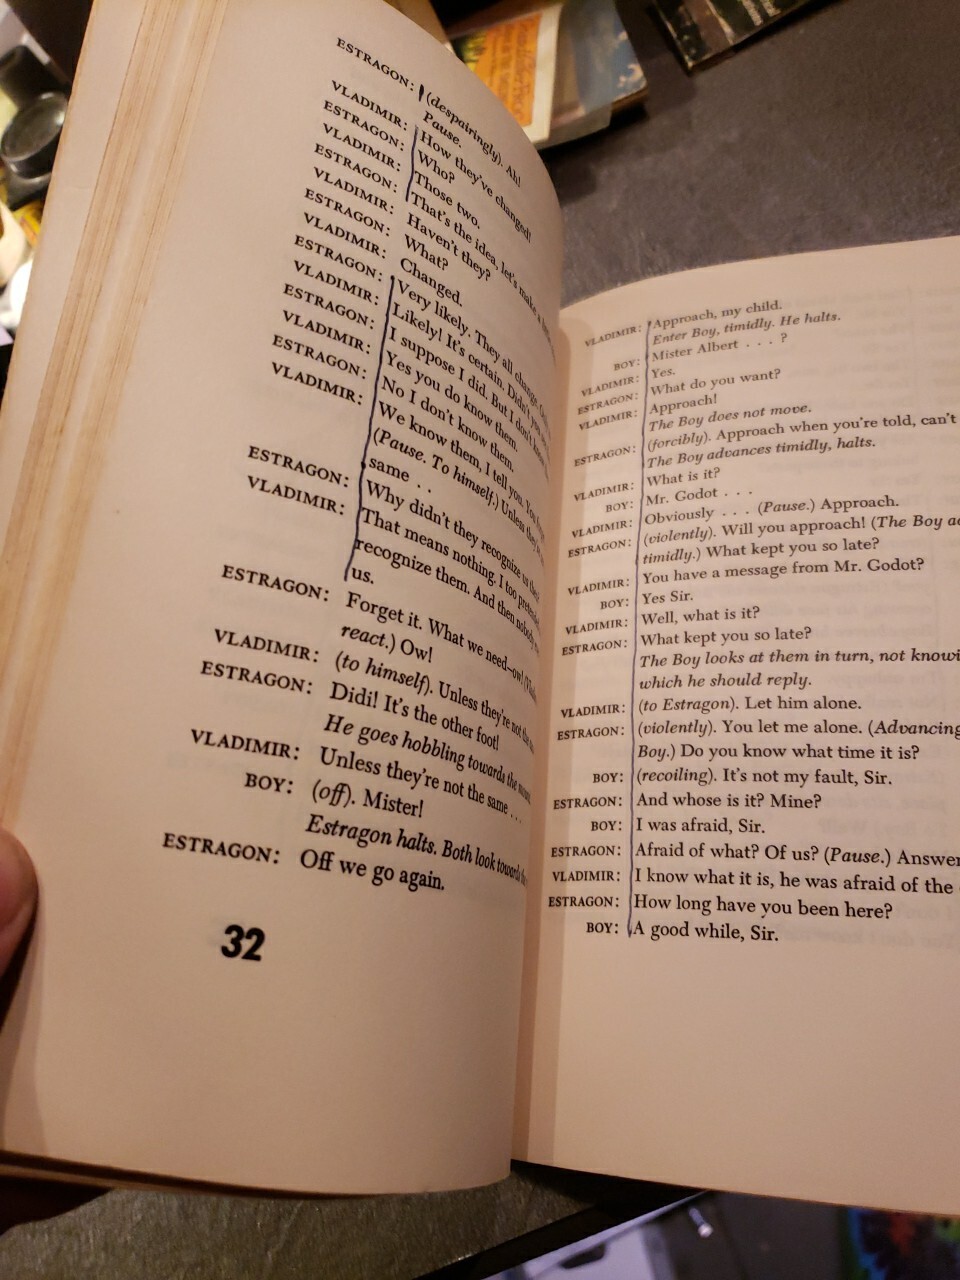 ESTRAGON: (despairingly). Ah!
Pause.
VLADIMIR: How they've changed!
ESTRAGON: Who?
VLADIMIR: Those two.
ESTRAGON: That's the idea, let's make a
VLADIMIR: Haven't they?
ESTRAGON: What?
VLADIMIR: Changed.
ESTRAGON: Very likely. They all change.
VLADIMIR: Likely! It's certain. Didn't you
ESTRAGON: I suppose I did. But I don't know
VLADIMIR: Yes you do know them.
ESTRAGON: No I don't know them.
VLADIMIR: We know them, I tell you. You
(Pause. To himself.) Unless they're
same . .
ESTRAGON: Why didn't they recognize us
VLADIMIR: That means nothing. I too pretended
recognize them. And then nobody
us.
ESTRAGON: Forget it. What we need—ow!
react.) Ow!
VLADIMIR: (to himself). Unless they're not the
ESTRAGON: Didi! It's the other foot!
He goes hobbling towards the
VLADIMIR: Unless they're not the same . . .
BOY: (off). Mister!
Estragon halts. Both look towards the
ESTRAGON: Off we go again.
32
VLADIMIR: Approach, my child.
Enter Boy, timidly. He halts.
BOY: Mister Albert . . . ?
VLADIMIR: Yes.
ESTRAGON: What do you want?
VLADIMIR: Approach!
The Boy does not move.
ESTRAGON: (forcibly). Approach when you're told, can't
The Boy advances timidly, halts.
VLADIMIR: What is it?
BOY: Mr. Godot . . .
VLADIMIR: Obviously . . . (Pause.) Approach.
ESTRAGON: (violently). Will you approach! (The Boy
timidly.) What kept you so late?
VLADIMIR: You have a message from Mr. Godot?
BOY: Yes Sir.
VLADIMIR: Well, what is it?
ESTRAGON: What kept you so late?
The Boy looks at them in turn, not knowi
which he should reply.
VLADIMIR: (to Estragon). Let him alone.
ESTRAGON: (violently). You let me alone. (Advancing
Boy.) Do you know what time it is?
BOY: (recoiling). It's not my fault, Sir.
ESTRAGON: And whose is it? Mine?
BOY: I was afraid, Sir.
ESTRAGON: Afraid of what? Of us? (Pause.) Answer
VLADIMIR: I know what it is, he was afraid of the
ESTRAGON: How long have you been here?
BOY: A good while, Sir.